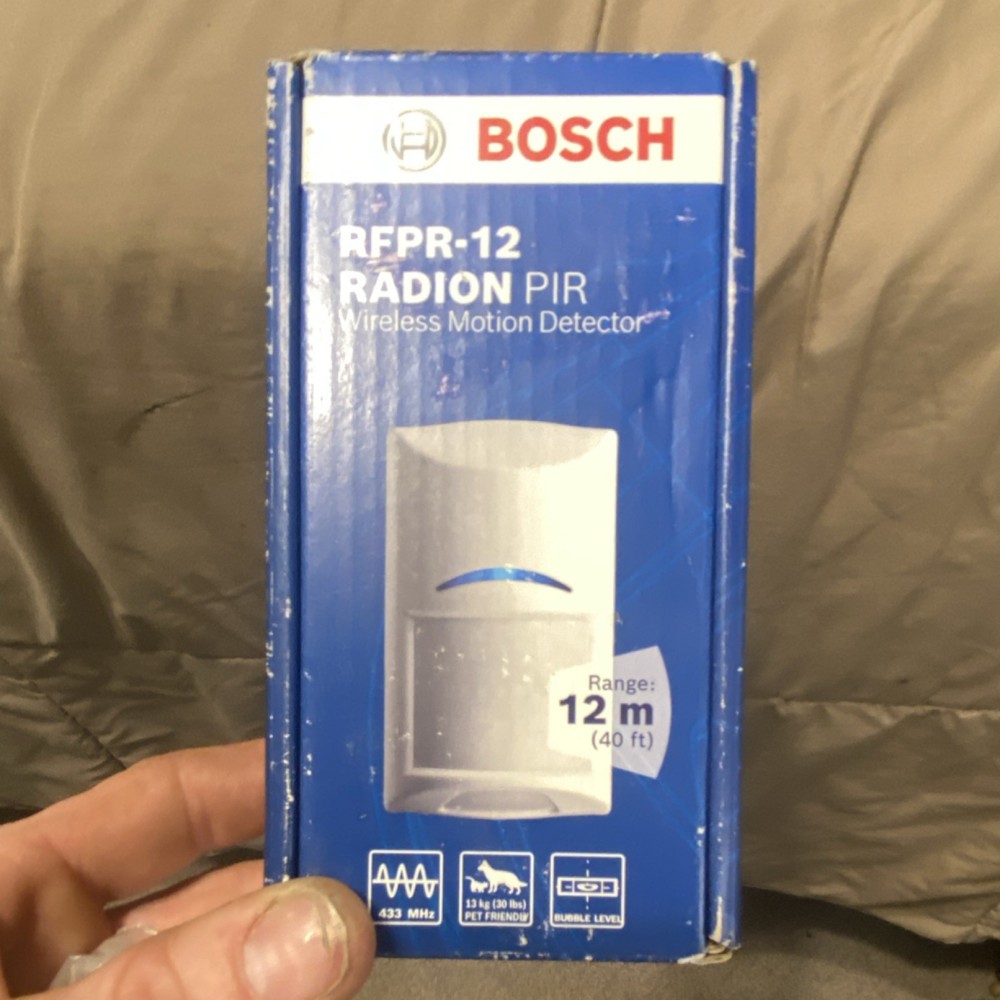 BOSCH
RFPR-12
RADION PIR
Wireless Motion Detector
Range:
12 m
(40 ft)
433 MHz
13 kg (30 lbs)
PET FRIENDLY
BUBBLE LEVEL